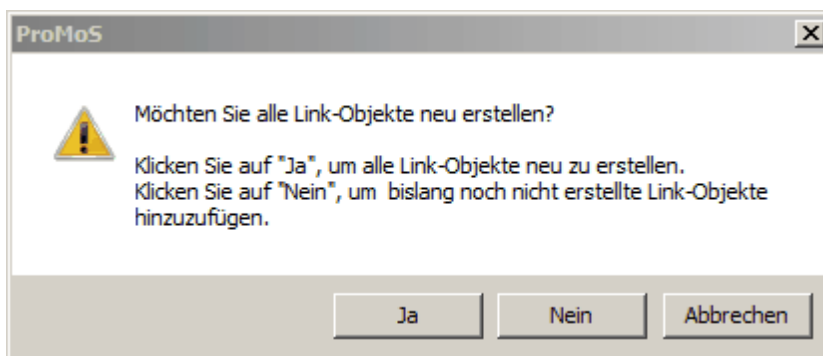 ProMoS
Möchten Sie alle Link-Objekte neu erstellen?
Klicken Sie auf "Ja", um alle Link-Objekte neu zu erstellen.
Klicken Sie auf "Nein", um  bislang noch nicht erstellte Link-Objekte
hinzuzufügen.
Ja
Nein
Abbrechen